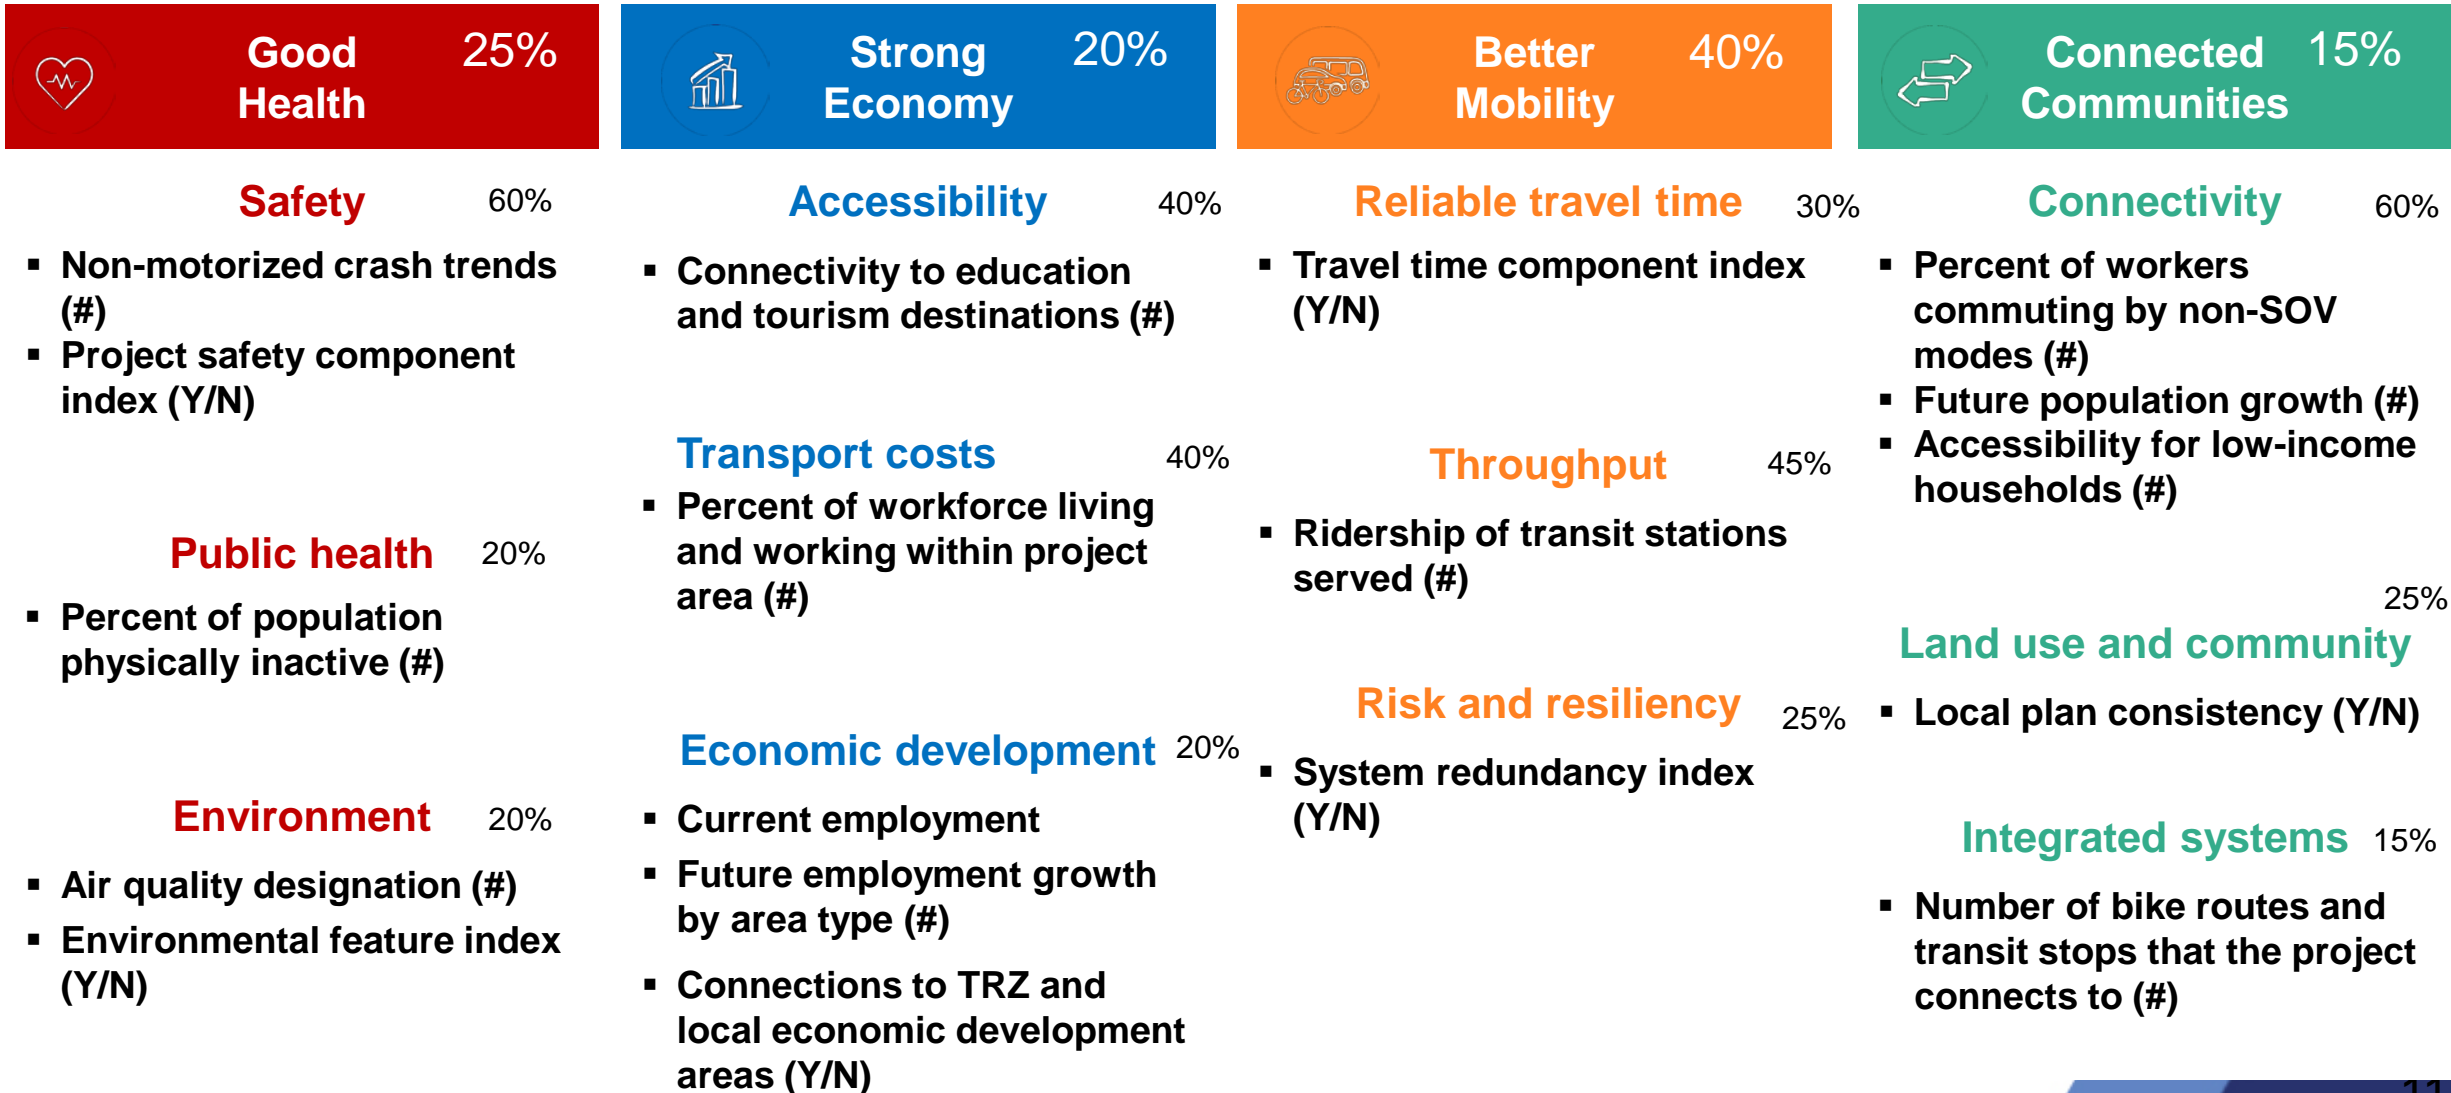 Good 25%
Health
Safety 60%
▪ Non-motorized crash trends
(#)
▪ Project safety component
index (Y/N)
Public health 20%
▪ Percent of population
physically inactive (#)
Environment 20%
▪ Air quality designation (#)
▪ Environmental feature index
(Y/N)
Strong 20%
Economy
Accessibility 40%
▪ Connectivity to education
and tourism destinations (#)
Transport costs 40%
▪ Percent of workforce living
and working within project
area (#)
Economic development 20%
▪ Current employment
▪ Future employment growth
by area type (#)
▪ Connections to TRZ and
local economic development
areas (Y/N)
Better 40%
Mobility
Reliable travel time 30%
▪ Travel time component index
(Y/N)
Throughput 45%
▪ Ridership of transit stations
served (#)
Risk and resiliency 25%
▪ System redundancy index
(Y/N)
Connected 15%
Communities
Connectivity 60%
▪ Percent of workers
commuting by non-SOV
modes (#)
▪ Future population growth (#)
▪ Accessibility for low-income
households (#)
25%
Land use and community
▪ Local plan consistency (Y/N)
Integrated systems 15%
▪ Number of bike routes and
transit stops that the project
connects to (#)
11